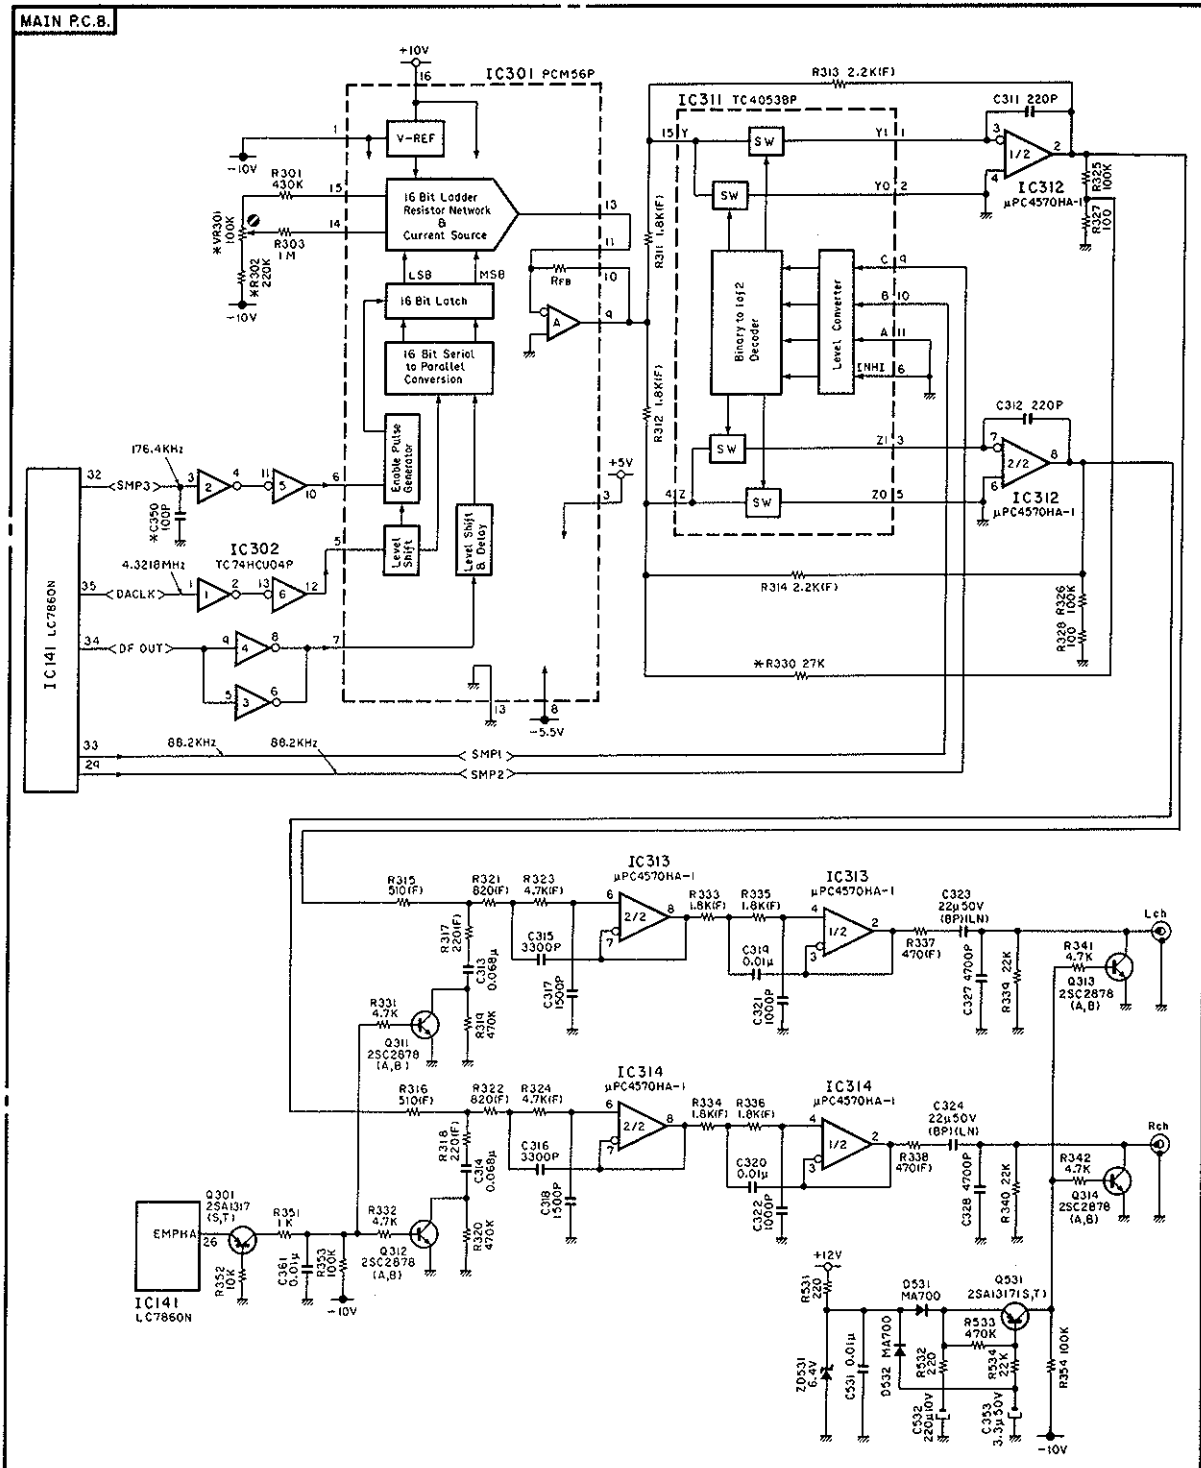 MAIN P.C.B.
+10V
16
IC301 PCM56P
1
V-REF
-10V
R301
430K
15
*VR301
100K
14
R303
1M
*R302
220K
-10V
16 Bit Ladder
Resistor Network
&
Current Source
13
11
LSB
MSB
RFB
10
16 Bit Latch
A
9
16 Bit Serial
to Parallel
Conversion
Enable Pulse
Generator
Level
Shift
Level Shift
& Delay
+5V
3
13
8
-5.5V
R313 2.2K(F)
IC311 TC4053BP
C311 220P
15
Y
SW
Y1
1
3
1/2
2
4
SW
Y0
2
IC312
µPC4570HA-1
R325
100K
R327
100
R311 1.8K(F)
R312 1.8K(F)
Binary to 1of2
Decoder
Level Converter
C
9
B
10
A
11
INHI
6
C312 220P
SW
Z1
3
7
2/2
8
6
4
Z
SW
Z0
5
IC312
µPC4570HA-1
R314 2.2K(F)
R326
100K
R328
100
*R330 27K
IC141 LC7860N
176.4KHz
32
SMP3
3
2
4
11
5
10
6
*C350
100P
IC302
TC74HCU04P
4.3218MHz
35
DACLK
1
1
2
13
6
12
5
34
DF OUT
9
4
8
7
5
3
6
33
88.2KHz
88.2KHz
SMP1
29
SMP2
R315
510(F)
R321
820(F)
R323
4.7K(F)
IC313
µPC4570HA-1
6
2/2
8
7
R317
220(F)
C313
0.068µ
C315
3300P
C317
1500P
R333
1.8K(F)
R335
1.8K(F)
IC313
µPC4570HA-1
4
1/2
2
3
C319
0.01µ
C321
1000P
R337
470(F)
C323
22µ50V
(BP)(LN)
C327 4700P
R339 22K
R341
4.7K
Q313
2SC2878
(A,B)
Lch
R331
4.7K
Q311
2SC2878
(A,B)
R319
470K
R316
510(F)
R322
820(F)
R324
4.7K(F)
IC314
µPC4570HA-1
6
2/2
8
7
R318
220(F)
C314
0.068µ
C316
3300P
C318
1500P
R334
1.8K(F)
R336
1.8K(F)
IC314
µPC4570HA-1
4
1/2
2
3
C320
0.01µ
C322
1000P
R338
470(F)
C324
22µ50V
(BP)(LN)
C328 4700P
R340 22K
R342
4.7K
Q314
2SC2878
(A,B)
Rch
EMPHA
26
IC141
LC7860N
Q301
2SA1317
(S,T)
R352
10K
R351
1K
C361
0.01µ
R353
100K
-10V
R332
4.7K
Q312
2SC2878
(A,B)
R320
470K
+12V
R531
220
ZD531
6.4V
C531 0.01µ
D531
MA700
D532 MA700
R532
220
R533
470K
R534
22K
Q531
2SA1317(S,T)
C532
220µ10V
C353
3.3µ50V
R354 100K
-10V